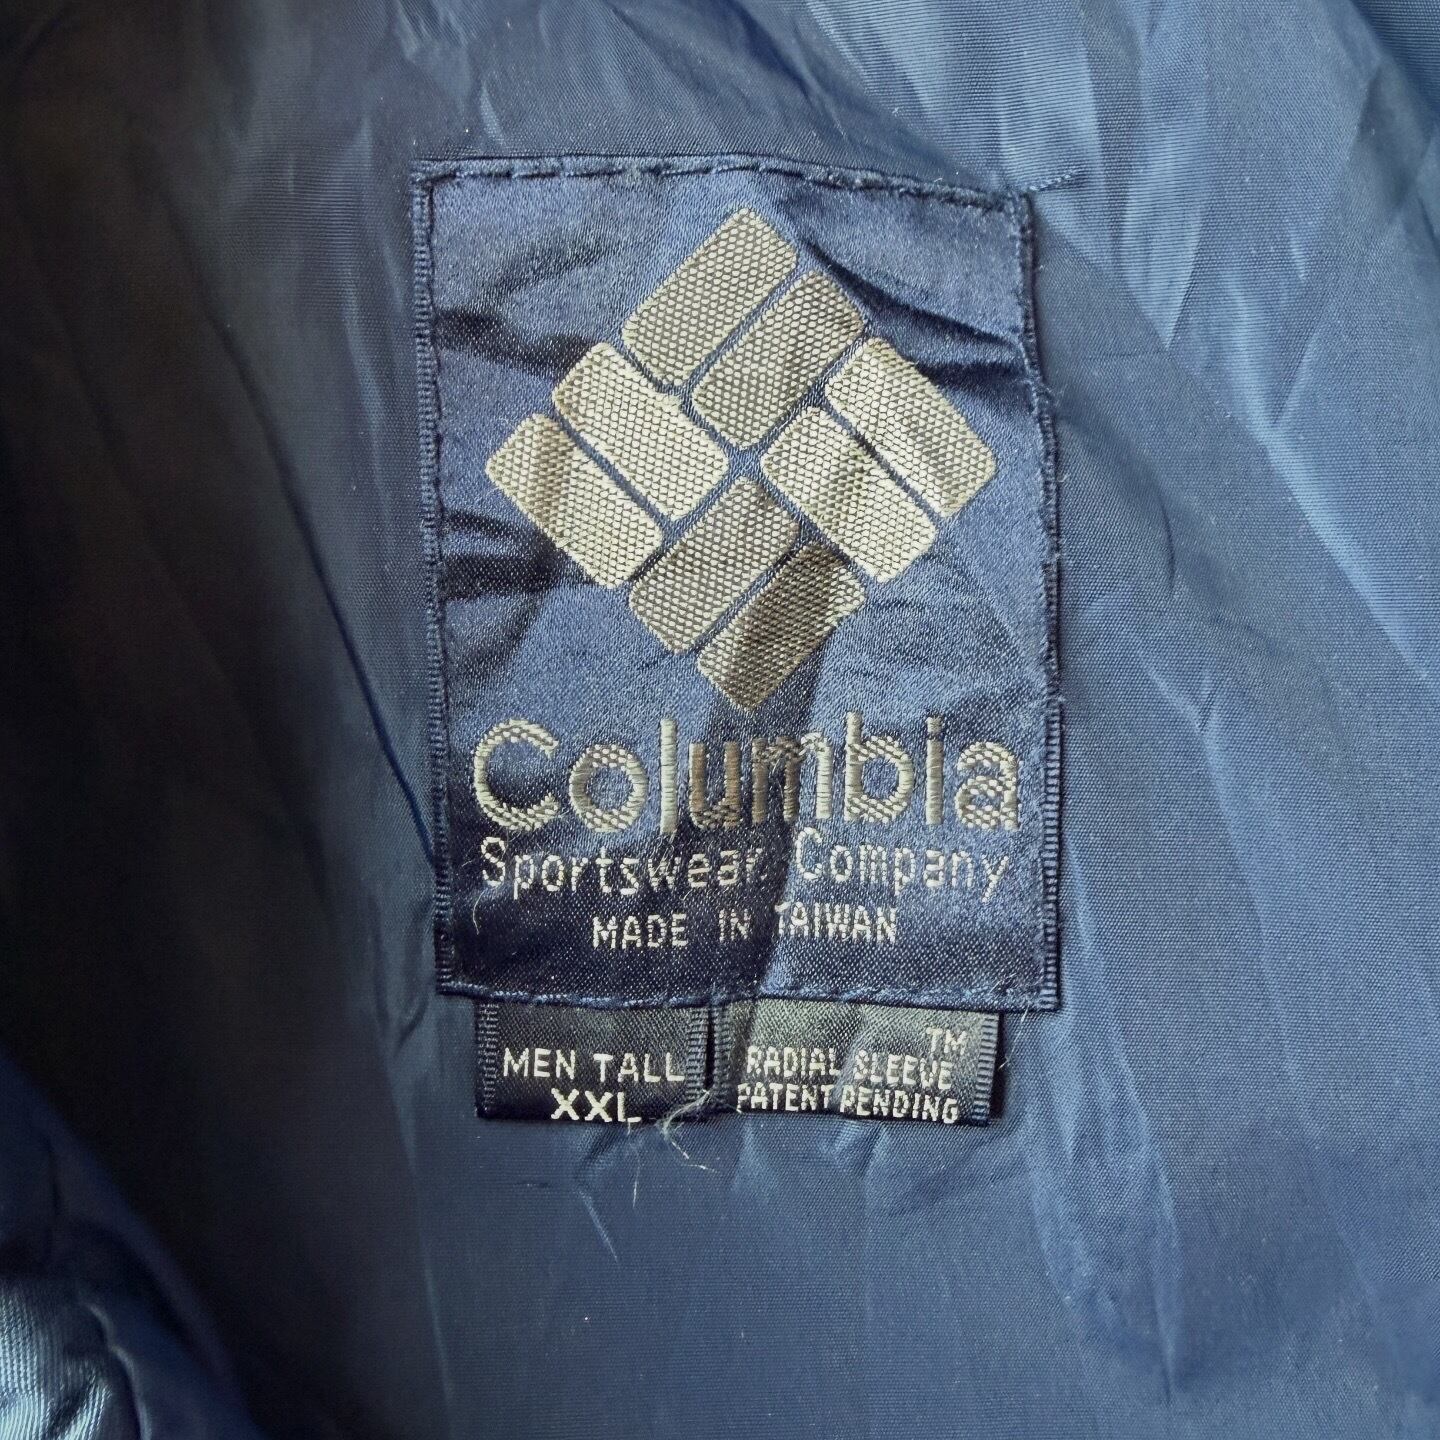 Columbia
Sportswear Company
MADE IN TAIWAN
MEN TALL
XXL
TM
RADIAL SLEEVE
PATENT PENDING